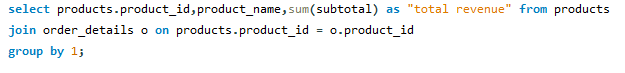 select products.product_id,product_name,sum(subtotal) as "total revenue" from products
join order_details o on products.product_id = o.product_id
group by 1;